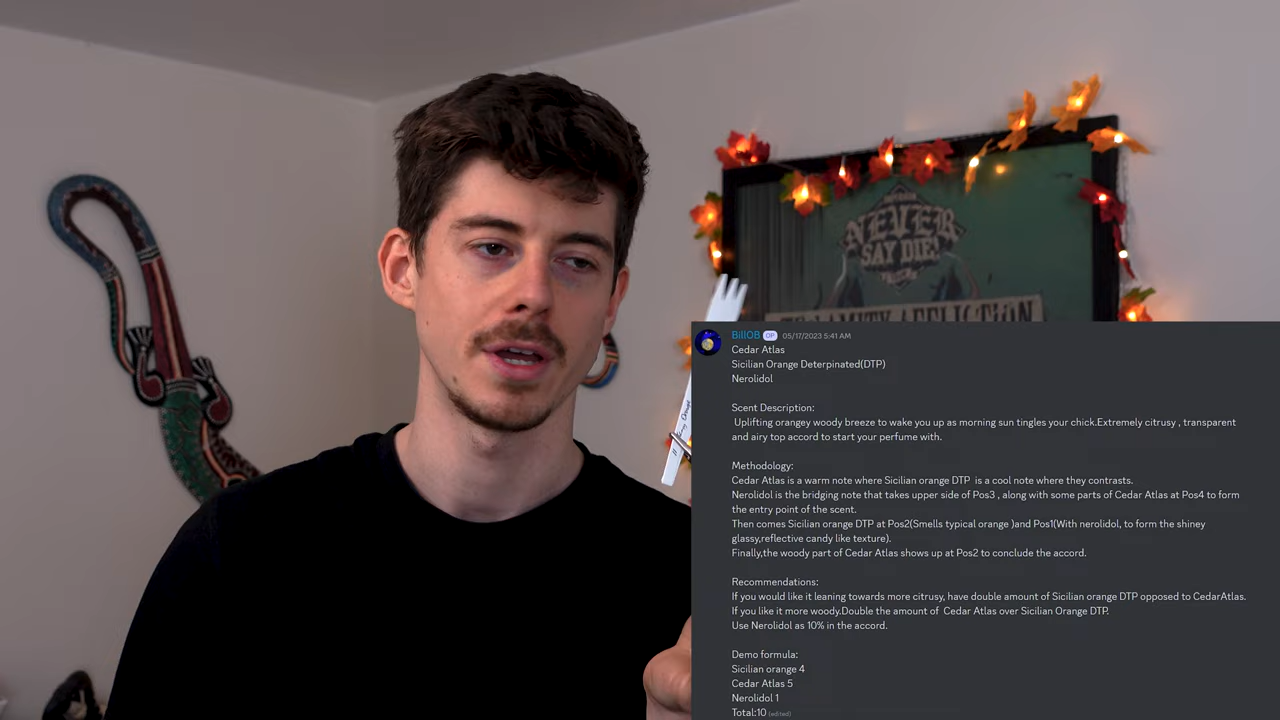 NEVER
SAY DIE!
AFFLICTION
BillOB OP 05/17/2023 5:41 AM
Cedar Atlas
Sicilian Orange Deterpinated(DTP)
Nerolidol
Scent Description:
Uplifting orangey woody breeze to wake you up as morning sun tingles your chick.Extremely citrusy , transparent
and airy top accord to start your perfume with.
Methodology:
Cedar Atlas is a warm note where Sicilian orange DTP is a cool note where they contrasts.
Nerolidol is the bridging note that takes upper side of Pos3 , along with some parts of Cedar Atlas at Pos4 to form
the entry point of the scent.
Then comes Sicilian orange DTP at Pos2(Smells typical orange )and Pos1(With nerolidol, to form the shiney
glassy,reflective candy like texture).
Finally,the woody part of Cedar Atlas shows up at Pos2 to conclude the accord.
Recommendations:
If you would like it leaning towards more citrusy, have double amount of Sicilian orange DTP opposed to CedarAtlas.
If you like it more woody.Double the amount of Cedar Atlas over Sicilian Orange DTP.
Use Nerolidol as 10% in the accord.
Demo formula:
Sicilian orange 4
Cedar Atlas 5
Nerolidol 1
Total:10 (edited)